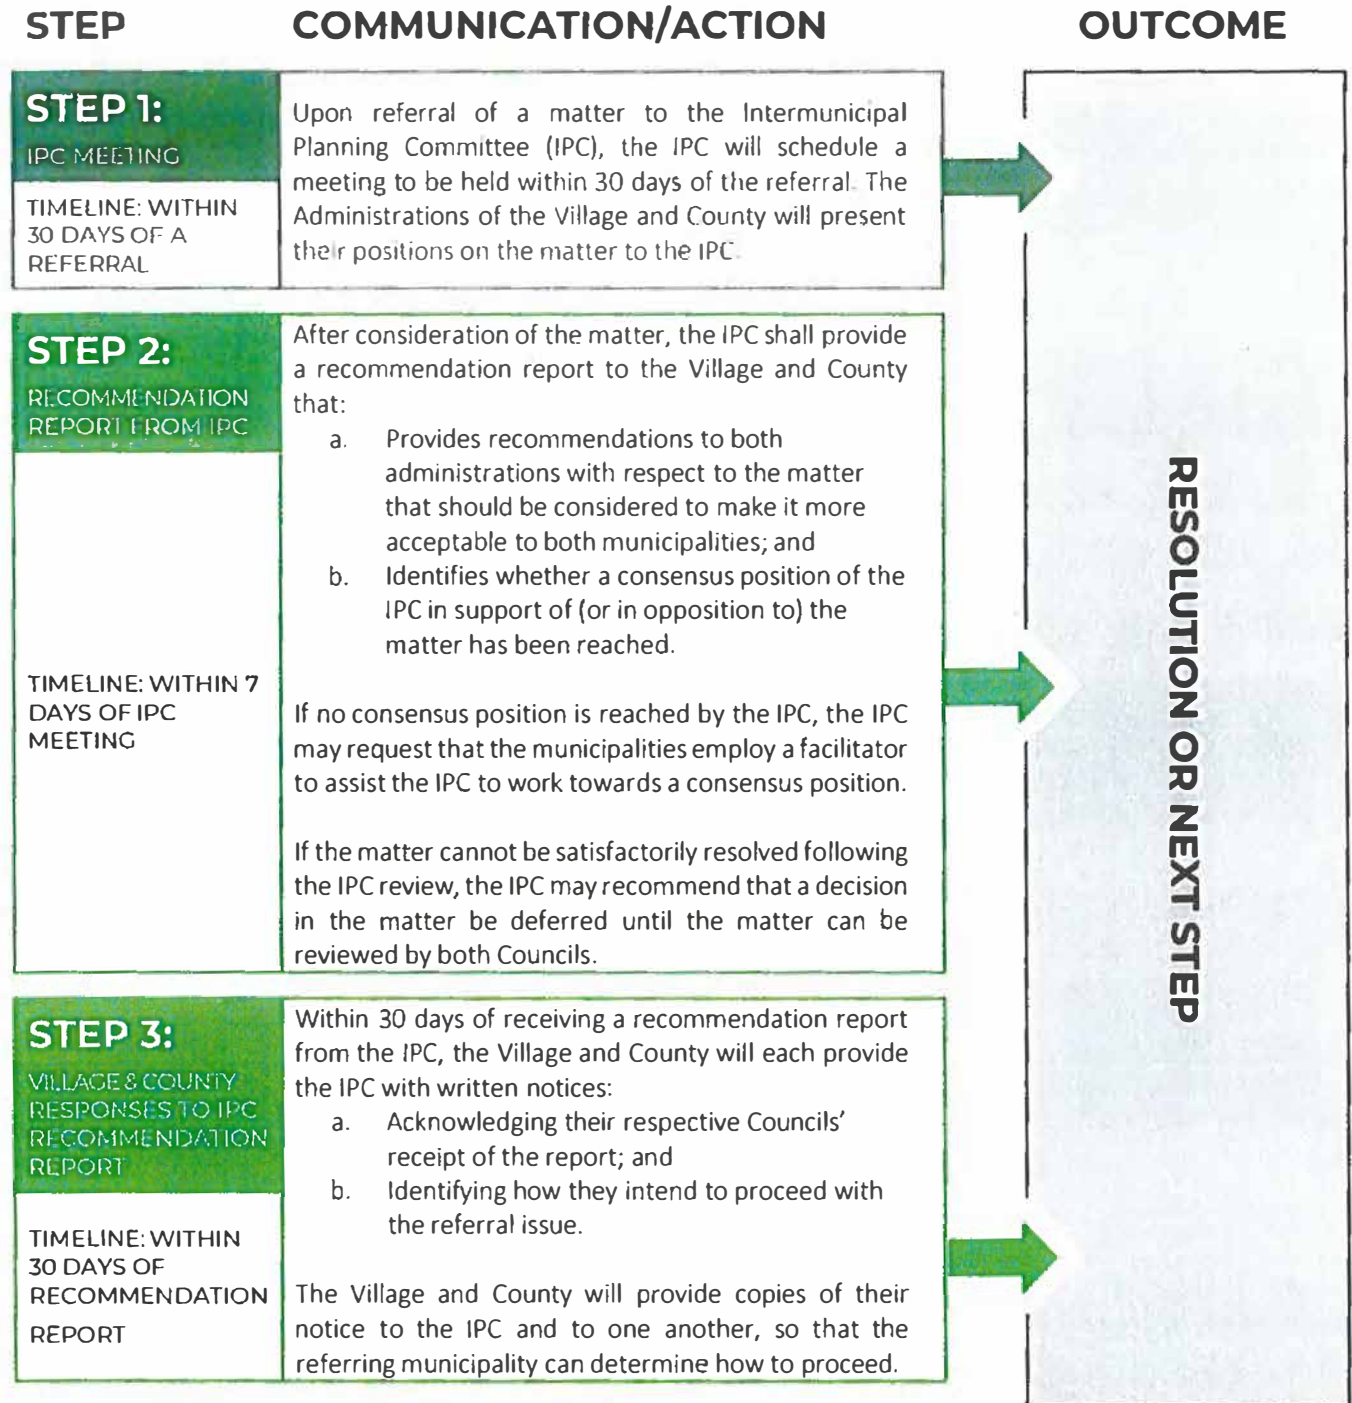 STEP
COMMUNICATION/ACTION
OUTCOME
STEP 1:
IPC MEETING
TIMELINE: WITHIN
30 DAYS OF A
REFERRAL
Upon referral of a matter to the Intermunicipal
Planning Committee (IPC), the IPC will schedule a
meeting to be held within 30 days of the referral. The
Administrations of the Village and County will present
their positions on the matter to the IPC.
STEP 2:
RECOMMENDATION
REPORT FROM IPC
TIMELINE: WITHIN 7
DAYS OF IPC
MEETING
After consideration of the matter, the IPC shall provide
a recommendation report to the Village and County
that:
a. Provides recommendations to both
administrations with respect to the matter
that should be considered to make it more
acceptable to both municipalities; and
b. Identifies whether a consensus position of the
IPC in support of (or in opposition to) the
matter has been reached.
If no consensus position is reached by the IPC, the IPC
may request that the municipalities employ a facilitator
to assist the IPC to work towards a consensus position.
If the matter cannot be satisfactorily resolved following
the IPC review, the IPC may recommend that a decision
in the matter be deferred until the matter can be
reviewed by both Councils.
STEP 3:
VILLAGE & COUNTY
RESPONSES TO IPC
RECOMMENDATION
REPORT
TIMELINE: WITHIN
30 DAYS OF
RECOMMENDATION
REPORT
Within 30 days of receiving a recommendation report
from the IPC, the Village and County will each provide
the IPC with written notices:
a. Acknowledging their respective Councils'
receipt of the report; and
b. Identifying how they intend to proceed with
the referral issue.
The Village and County will provide copies of their
notice to the IPC and to one another, so that the
referring municipality can determine how to proceed.
RESOLUTION OR NEXT STEP